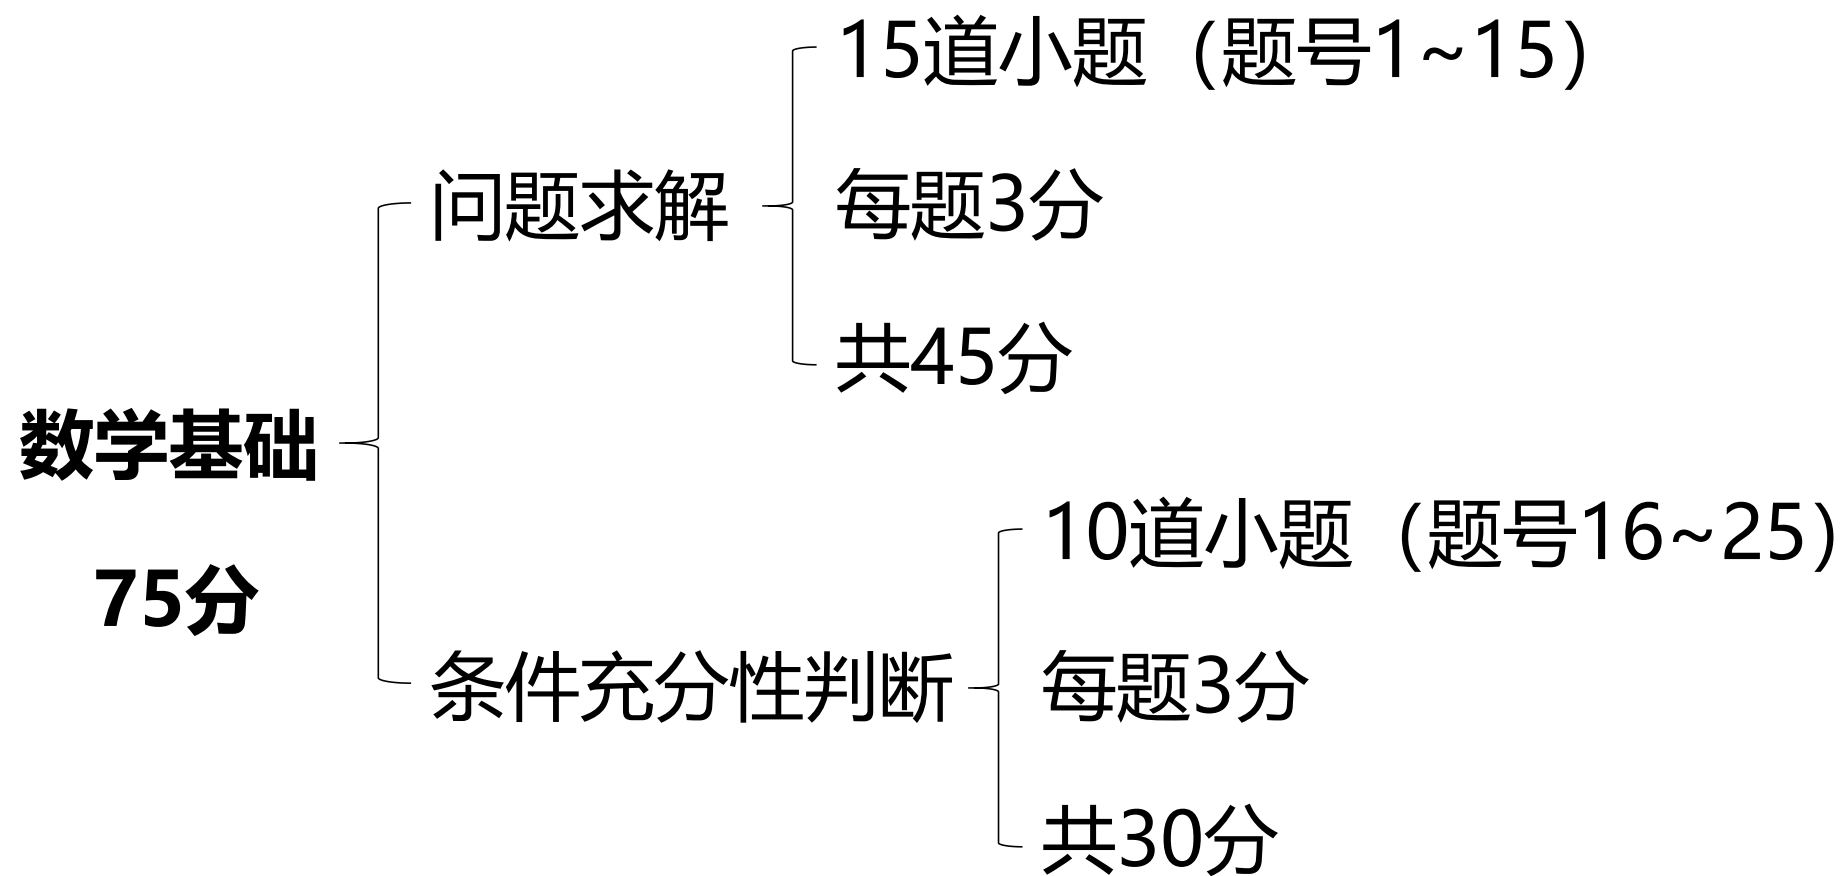 数学基础
75分
问题求解
15道小题（题号1~15）
每题3分
共45分
条件充分性判断
10道小题（题号16~25）
每题3分
共30分